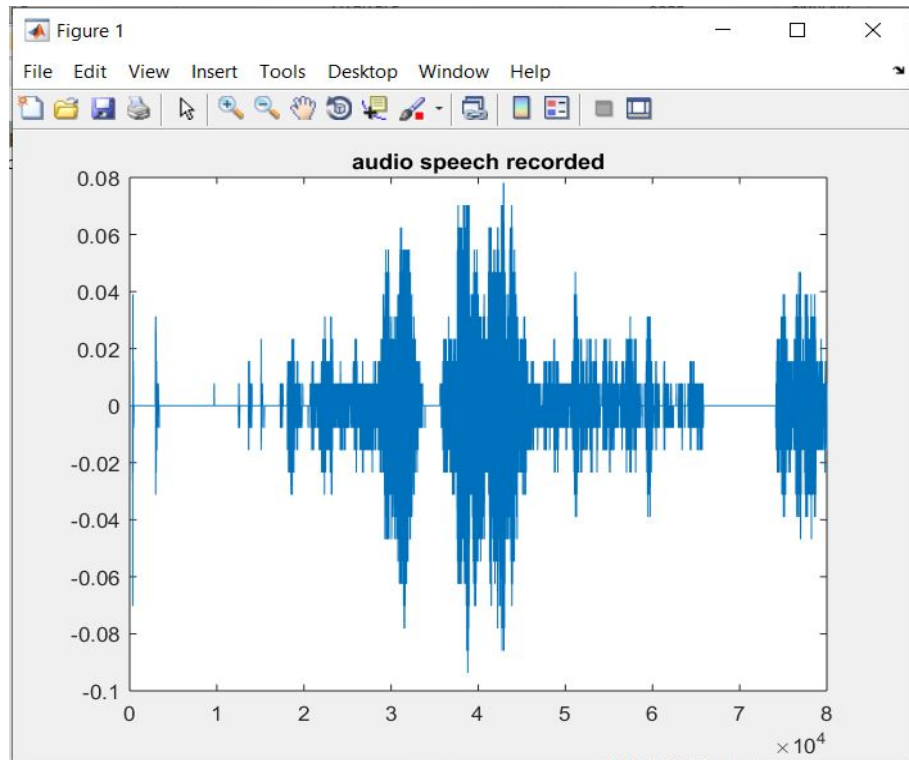 Figure 1
File Edit View Insert Tools Desktop Window Help
audio speech recorded
0.08
0.06
0.04
0.02
0
-0.02
-0.04
-0.06
-0.08
-0.1
0 1 2 3 4 5 6 7 8
×10⁴